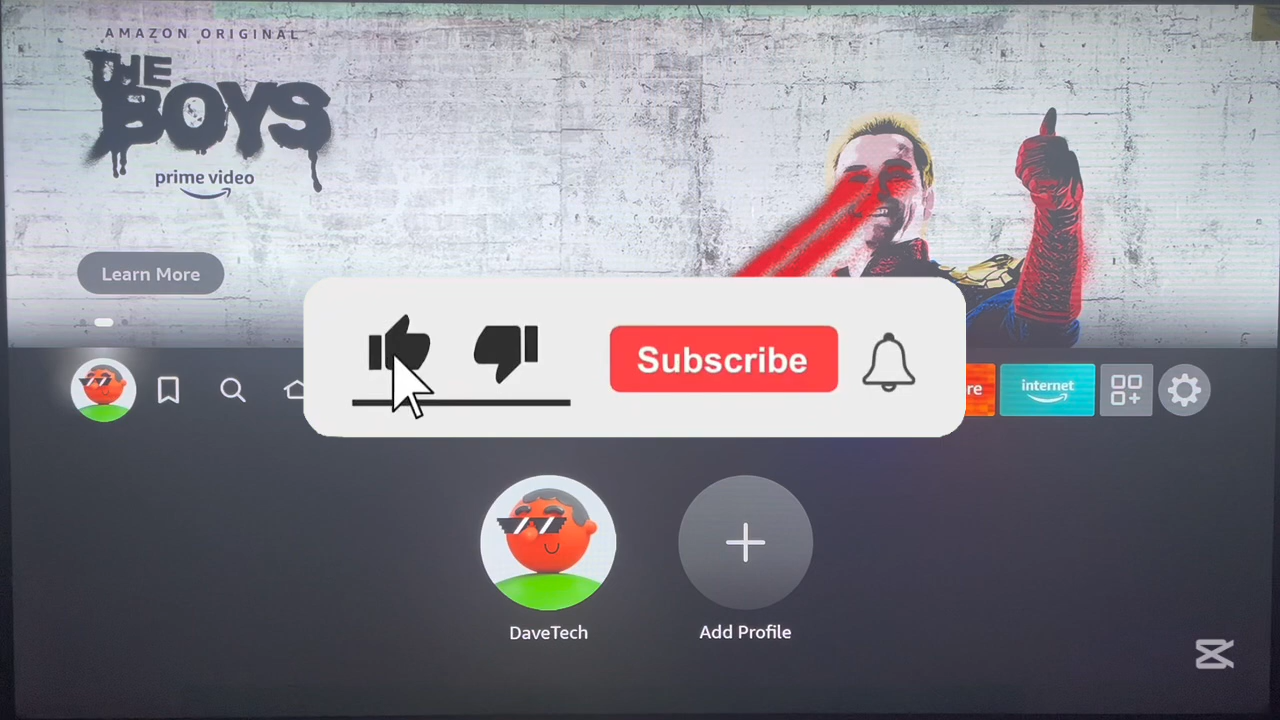 AMAZON ORIGINAL
THE
BOYS
prime video
Learn More
Subscribe
re
internet
DaveTech
Add Profile